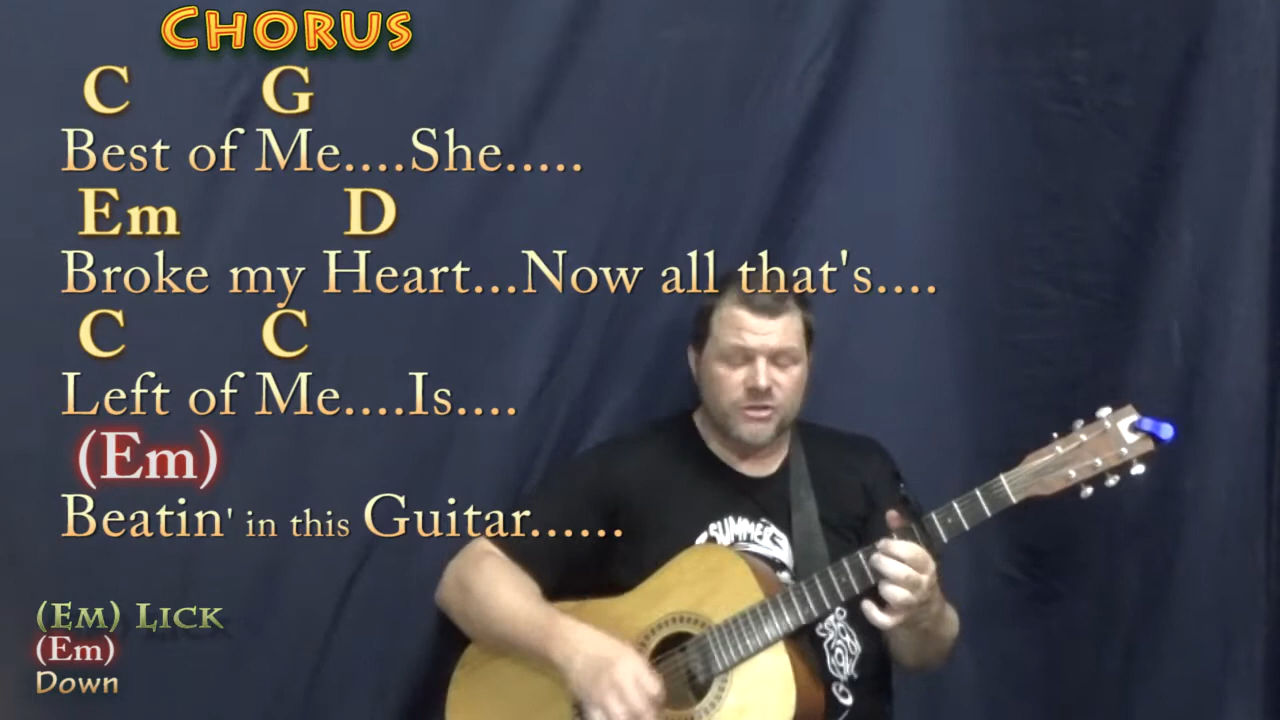 CHORUS
C G
Best of Me....She.....
Em D
Broke my Heart...Now all that's....
C C
Left of Me....Is....
(Em)
Beatin' in this Guitar......
SUMMER
(Em) Lick
(Em)
Down